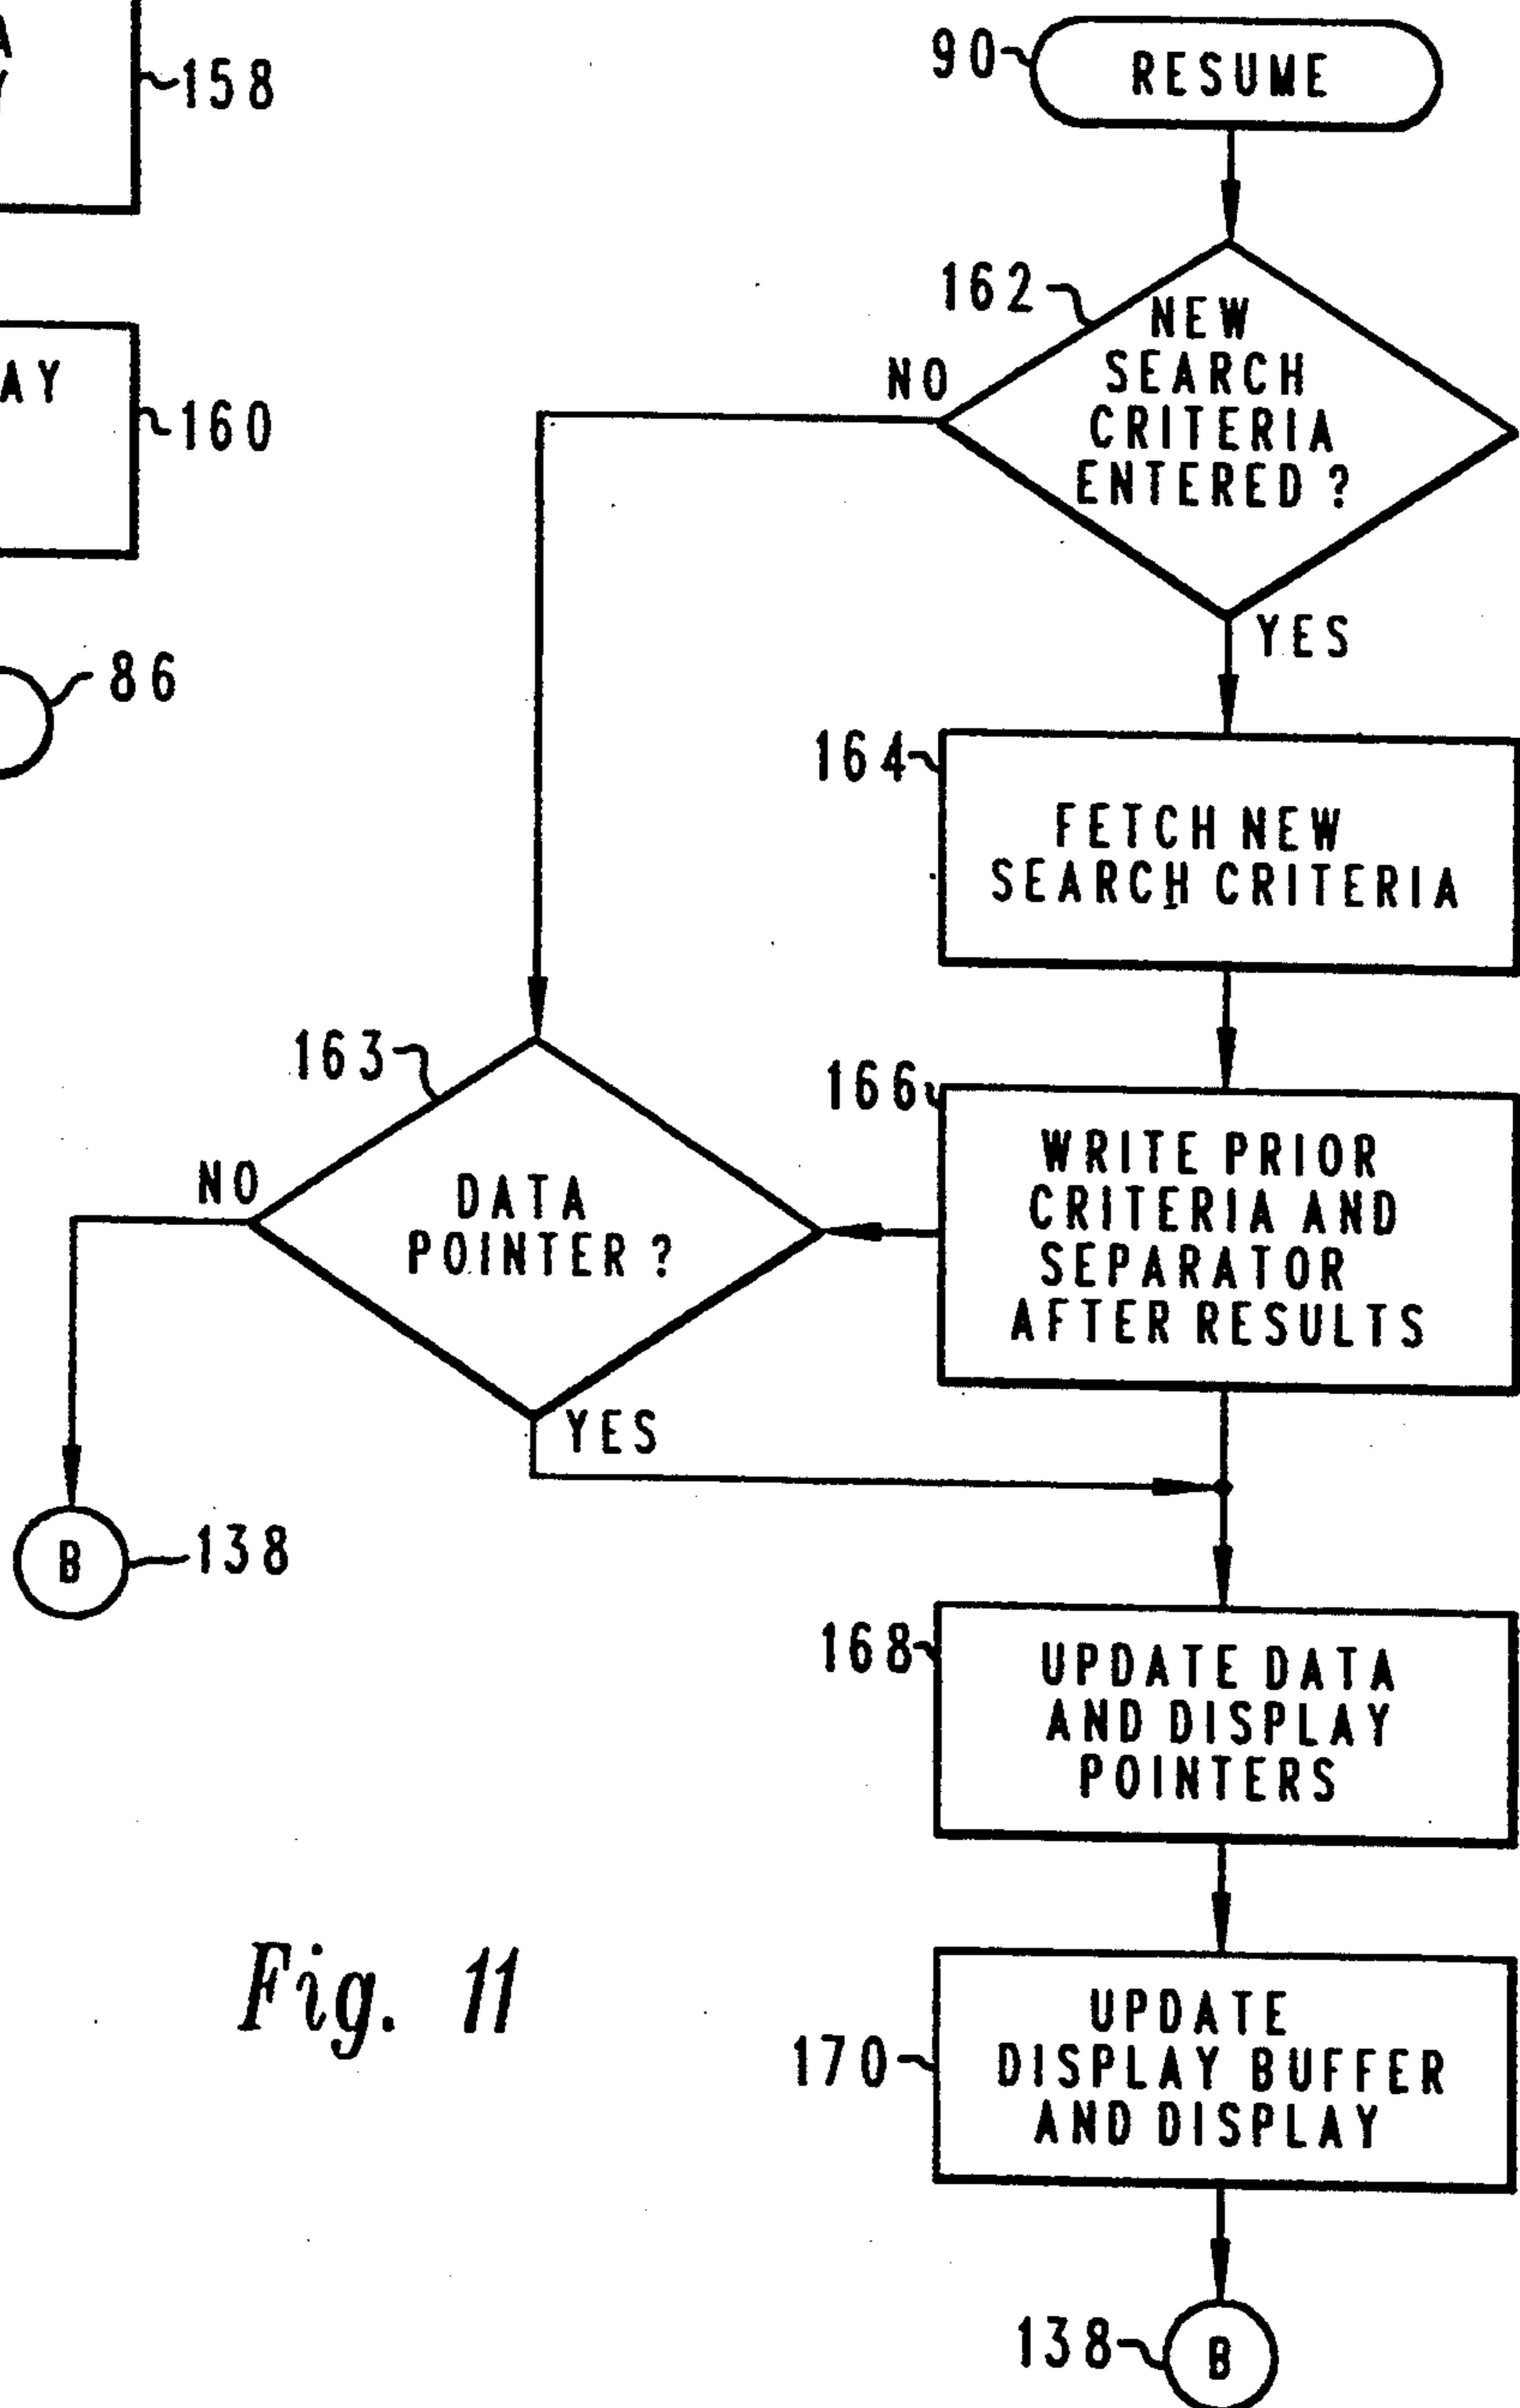 A
Y
158
AY
160
86
90
RESUME
162
NEW
SEARCH
CRITERIA
ENTERED ?
NO
YES
164
FETCH NEW
SEARCH CRITERIA
163
DATA
POINTER ?
NO
YES
166
WRITE PRIOR
CRITERIA AND
SEPARATOR
AFTER RESULTS
B
138
168
UPDATE DATA
AND DISPLAY
POINTERS
170
UPDATE
DISPLAY BUFFER
AND DISPLAY
138
B
Fig. 11